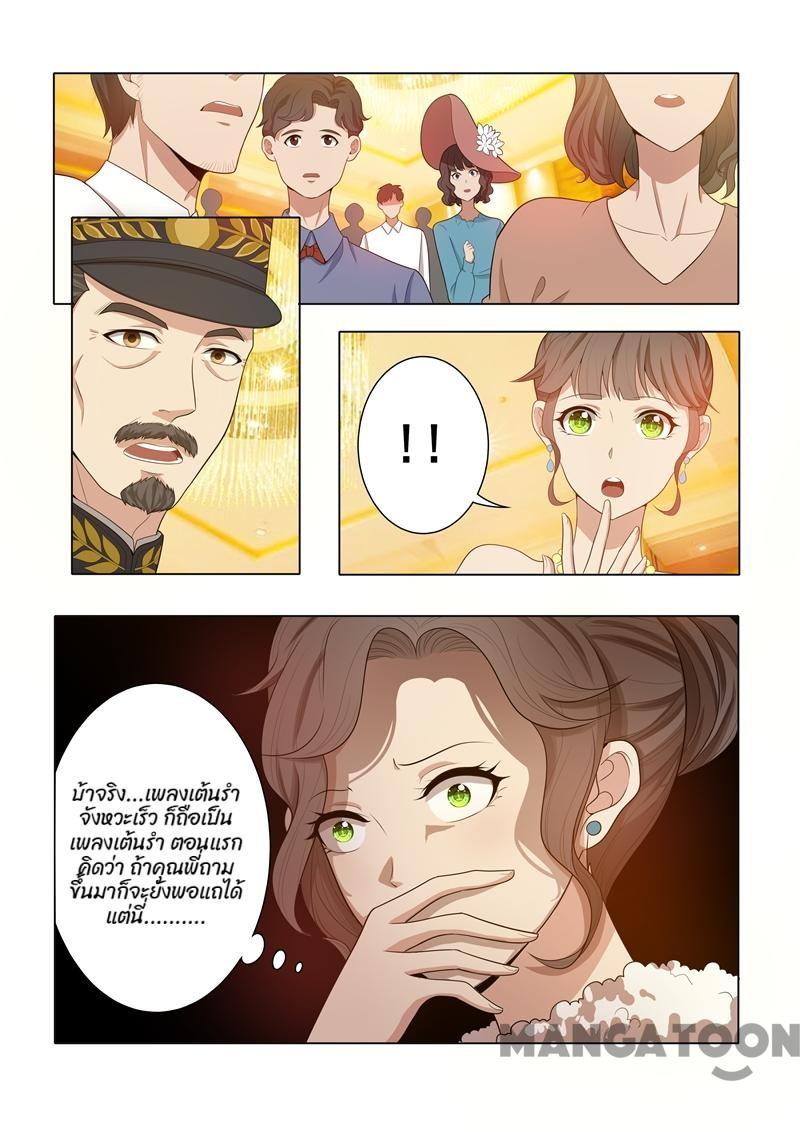 !!
บ้าจริง...เพลงเต้นรำ
จังหวะเร็ว ก็ถือเป็น
เพลงเต้นรำ ตอนแรก
คิดว่า ถ้าคุณพี่ถาม
ขึ้นมาก็จะยังพอแถได้
แต่นี่..........
MANGATOON